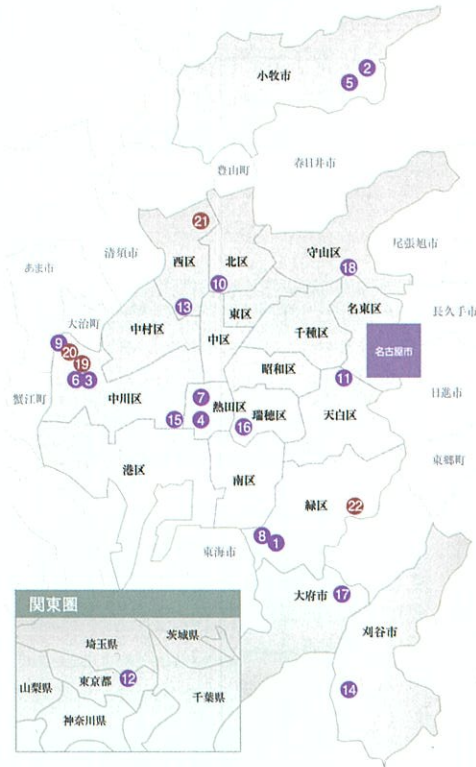 小牧市
2
5
豊山町
春日井市
21
清須市
西区
北区
守山区
尾張旭市
あま市
18
10
名東区
13
東区
大治町
中村区
千種区
長久手市
9
中区
20
名古屋市
19
昭和区
6
3
11
蟹江町
中川区
7
熱田区
日進市
15
4
16
瑞穂区
天白区
港区
南区
東郷町
緑区
22
8
1
東海市
大府市
17
関東圏
刈谷市
茨城県
埼玉県
山梨県
東京都
12
14
千葉県
神奈川県